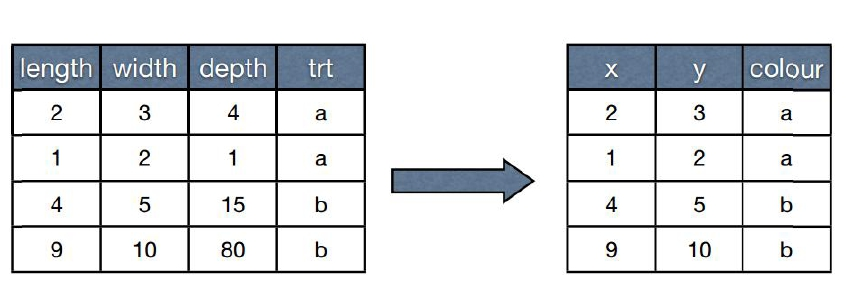 length width depth trt x y colour
2 3 4 a 2 3 a
1 2 1 a 1 2 a
4 5 15 b 4 5 b
9 10 80 b 9 10 b